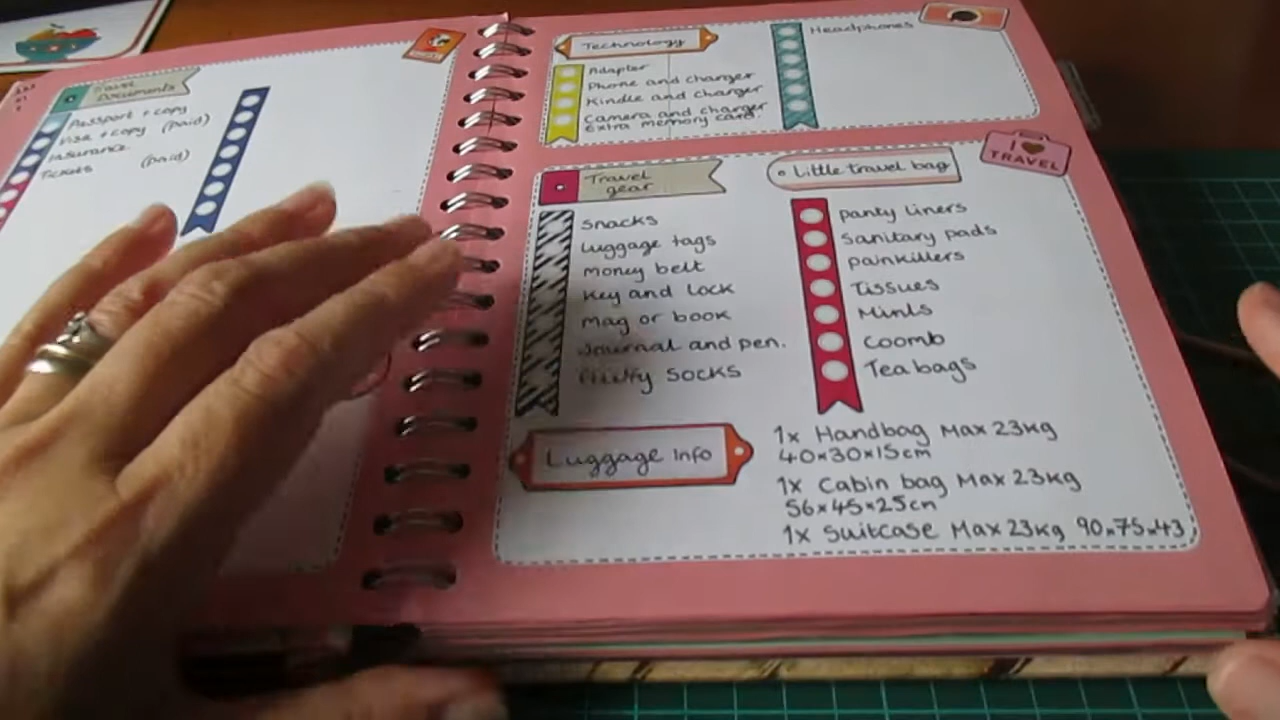 Travel
Documents
Passport + copy
Visa + copy (paid)
insurance
Tickets (paid)
Technology
Adapter
Phone and charger
Kindle and charger
Camera and charger
Extra memory card.
Headphones
I
TRAVEL
Travel
gear
Snacks
Luggage tags
money belt
Key and lock
Mag or book
Journal and pen.
fluffy socks
Little travel bag
panty liners
Sanitary pads
painkillers
Tissues
Mints
Coomb
Teabags
Luggage info
1x Handbag Max 23kg
40x30x15cm
1x Cabin bag Max 23kg
56x45x25cm
1x Suitcase Max 23kg 90x75x43